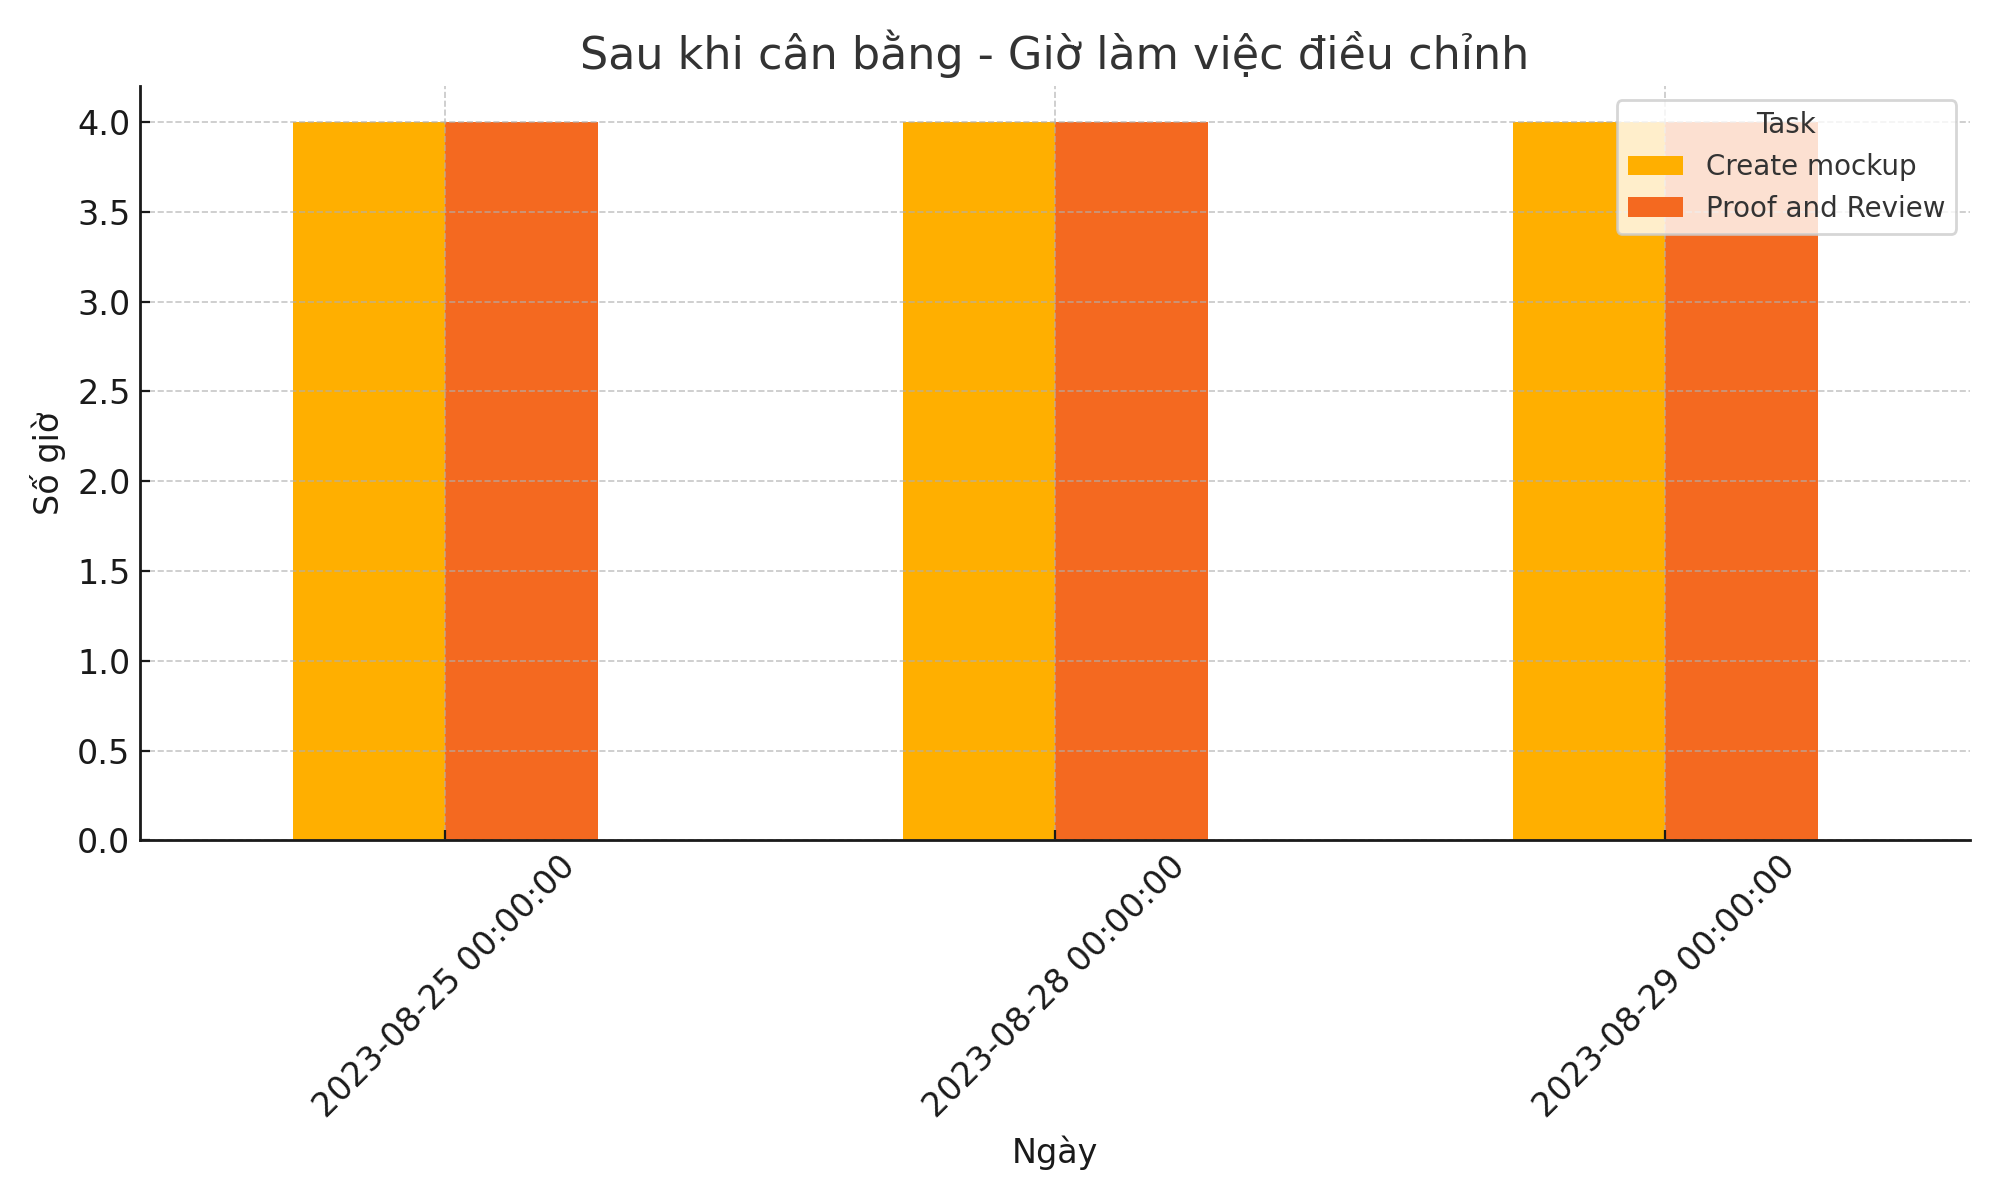 Sau khi cân bằng - Giờ làm việc điều chỉnh
Task
Create mockup
Proof and Review
Số giờ
4.0
3.5
3.0
2.5
2.0
1.5
1.0
0.5
0.0
2023-08-25 00:00:00
2023-08-28 00:00:00
2023-08-29 00:00:00
Ngày